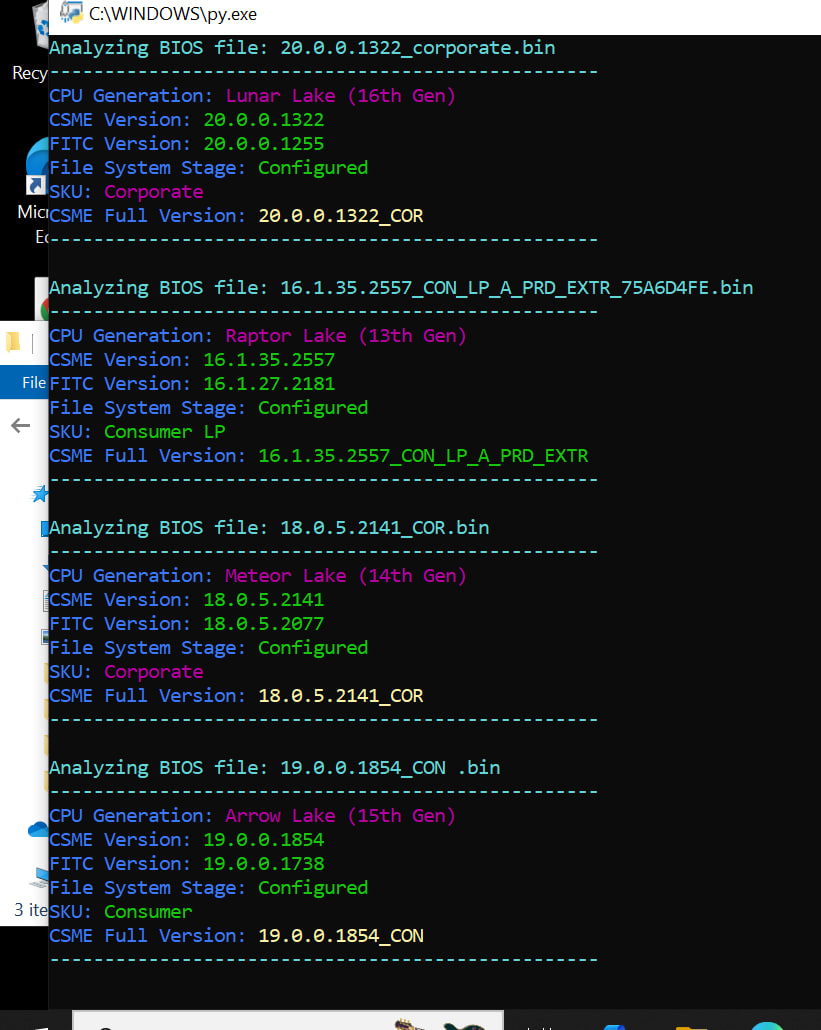 C:\WINDOWS\py.exe
Analyzing BIOS file: 20.0.0.1322_corporate.bin
--------------------------------------------------
CPU Generation: Lunar Lake (16th Gen)
CSME Version: 20.0.0.1322
FITC Version: 20.0.0.1255
File System Stage: Configured
SKU: Corporate
CSME Full Version: 20.0.0.1322_COR
--------------------------------------------------
Analyzing BIOS file: 16.1.35.2557_CON_LP_A_PRD_EXTR_75A6D4FE.bin
--------------------------------------------------
CPU Generation: Raptor Lake (13th Gen)
CSME Version: 16.1.35.2557
FITC Version: 16.1.27.2181
File System Stage: Configured
SKU: Consumer LP
CSME Full Version: 16.1.35.2557_CON_LP_A_PRD_EXTR
--------------------------------------------------
Analyzing BIOS file: 18.0.5.2141_COR.bin
--------------------------------------------------
CPU Generation: Meteor Lake (14th Gen)
CSME Version: 18.0.5.2141
FITC Version: 18.0.5.2077
File System Stage: Configured
SKU: Corporate
CSME Full Version: 18.0.5.2141_COR
--------------------------------------------------
Analyzing BIOS file: 19.0.0.1854_CON .bin
--------------------------------------------------
CPU Generation: Arrow Lake (15th Gen)
CSME Version: 19.0.0.1854
FITC Version: 19.0.0.1738
File System Stage: Configured
SKU: Consumer
CSME Full Version: 19.0.0.1854_CON
--------------------------------------------------
Recy
Micr
Ec
File
3 ite